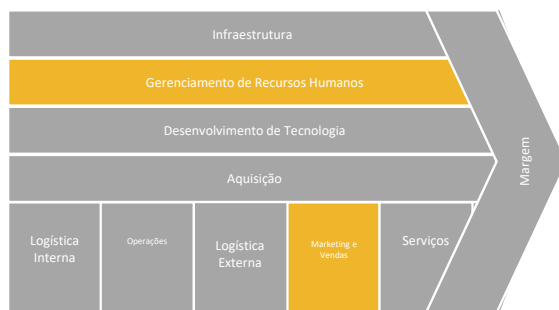 Infraestrutura
Gerenciamento de Recursos Humanos
Desenvolvimento de Tecnologia
Aquisição
Margem
Logística
Interna
Operações
Logística
Externa
Marketing e
Vendas
Serviços